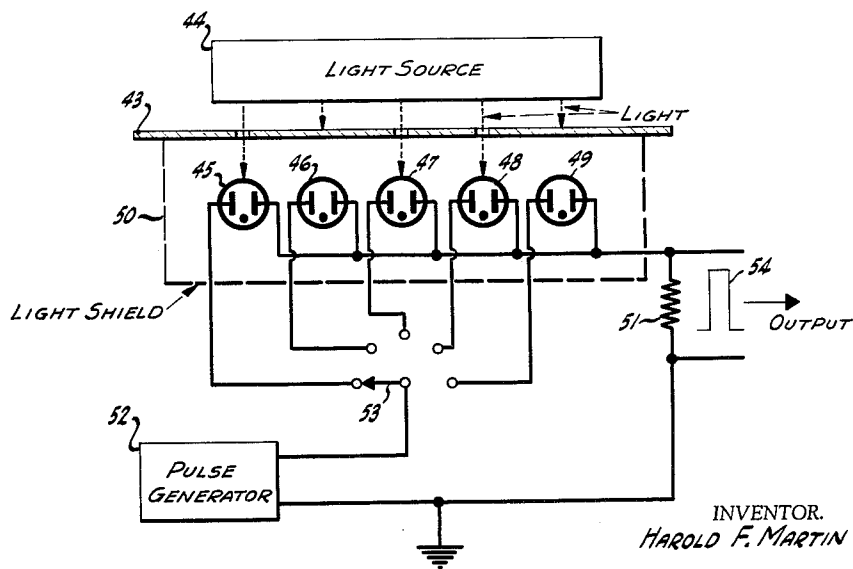 44
LIGHT SOURCE
43
LIGHT
45
46
47
48
49
50
LIGHT SHIELD
51
54
OUTPUT
53
52
PULSE
GENERATOR
INVENTOR.
HAROLD F. MARTIN